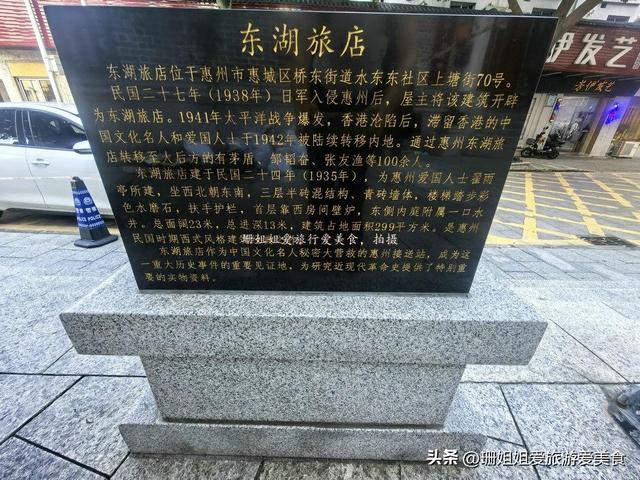 东湖旅店
东湖旅店位于惠州市惠城区桥东街道水东东社区上塘街70号。
民国二十七年（1938年）日军入侵惠州后，屋主将该建筑开辟
为东湖旅店。1941年太平洋战争爆发，香港沦陷后，滞留香港的中
国文化名人和爱国人士于1942年被陆续转移内地。通过惠州东湖旅
店转移至大后方的有茅盾、邹韬奋、张友渔等100余人。
东湖旅店建于民国二十四年（1935年），为惠州爱国人士翟雨
亭所建，坐西北朝东南，三层半砖混结构、青砖墙体，楼梯踏步彩
色水磨石，扶手护栏，首层靠西房间壁炉，东侧内庭附属一口水
井。总面阔23米，总进深13米，建筑占地面积299平方米。是惠州
民国时期西式风格建
珊姐姐爱旅行爱美食，拍摄
东湖旅店作为中国文化名人秘密大营救的惠州接送站，成为这
一重大历史事件的重要见证地，为研究近现代革命史提供了特别重
要的实物资料。
伊发艺
头条 @珊姐姐爱旅游爱美食